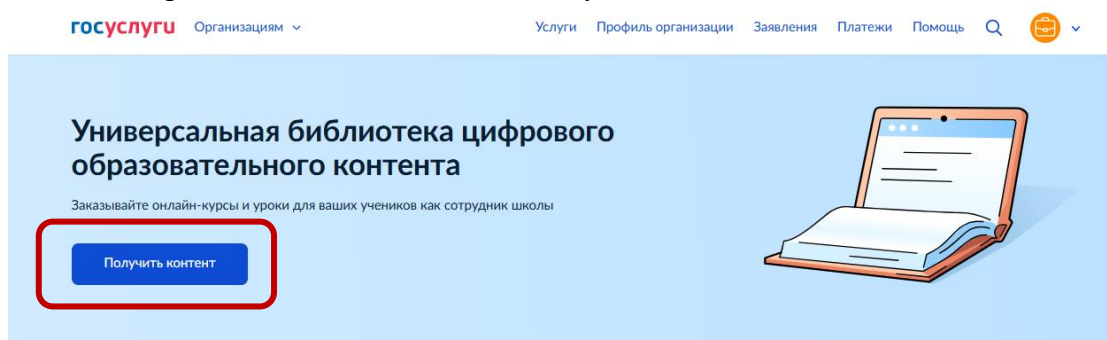 госуслуги Организациям Услуги Профиль организации Заявления Платежи Помощь
Универсальная библиотека цифрового
образовательного контента
Заказывайте онлайн-курсы и уроки для ваших учеников как сотрудник школы
Получить контент